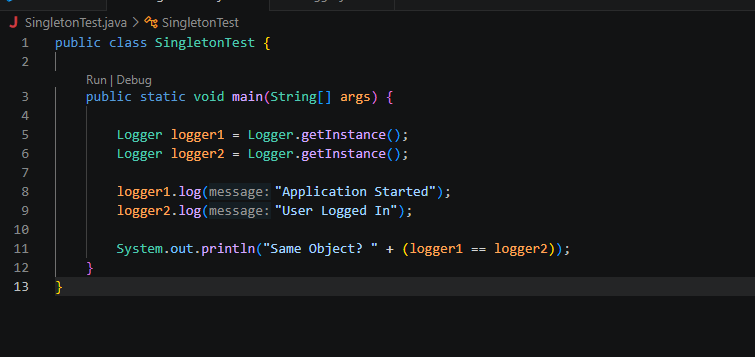 SingletonTest.java > SingletonTest
1 public class SingletonTest {
2
Run | Debug
3 public static void main(String[] args) {
4
5 Logger logger1 = Logger.getInstance();
6 Logger logger2 = Logger.getInstance();
7
8 logger1.log(message: "Application Started");
9 logger2.log(message: "User Logged In");
10
11 System.out.println("Same Object? " + (logger1 == logger2));
12 }
13 }